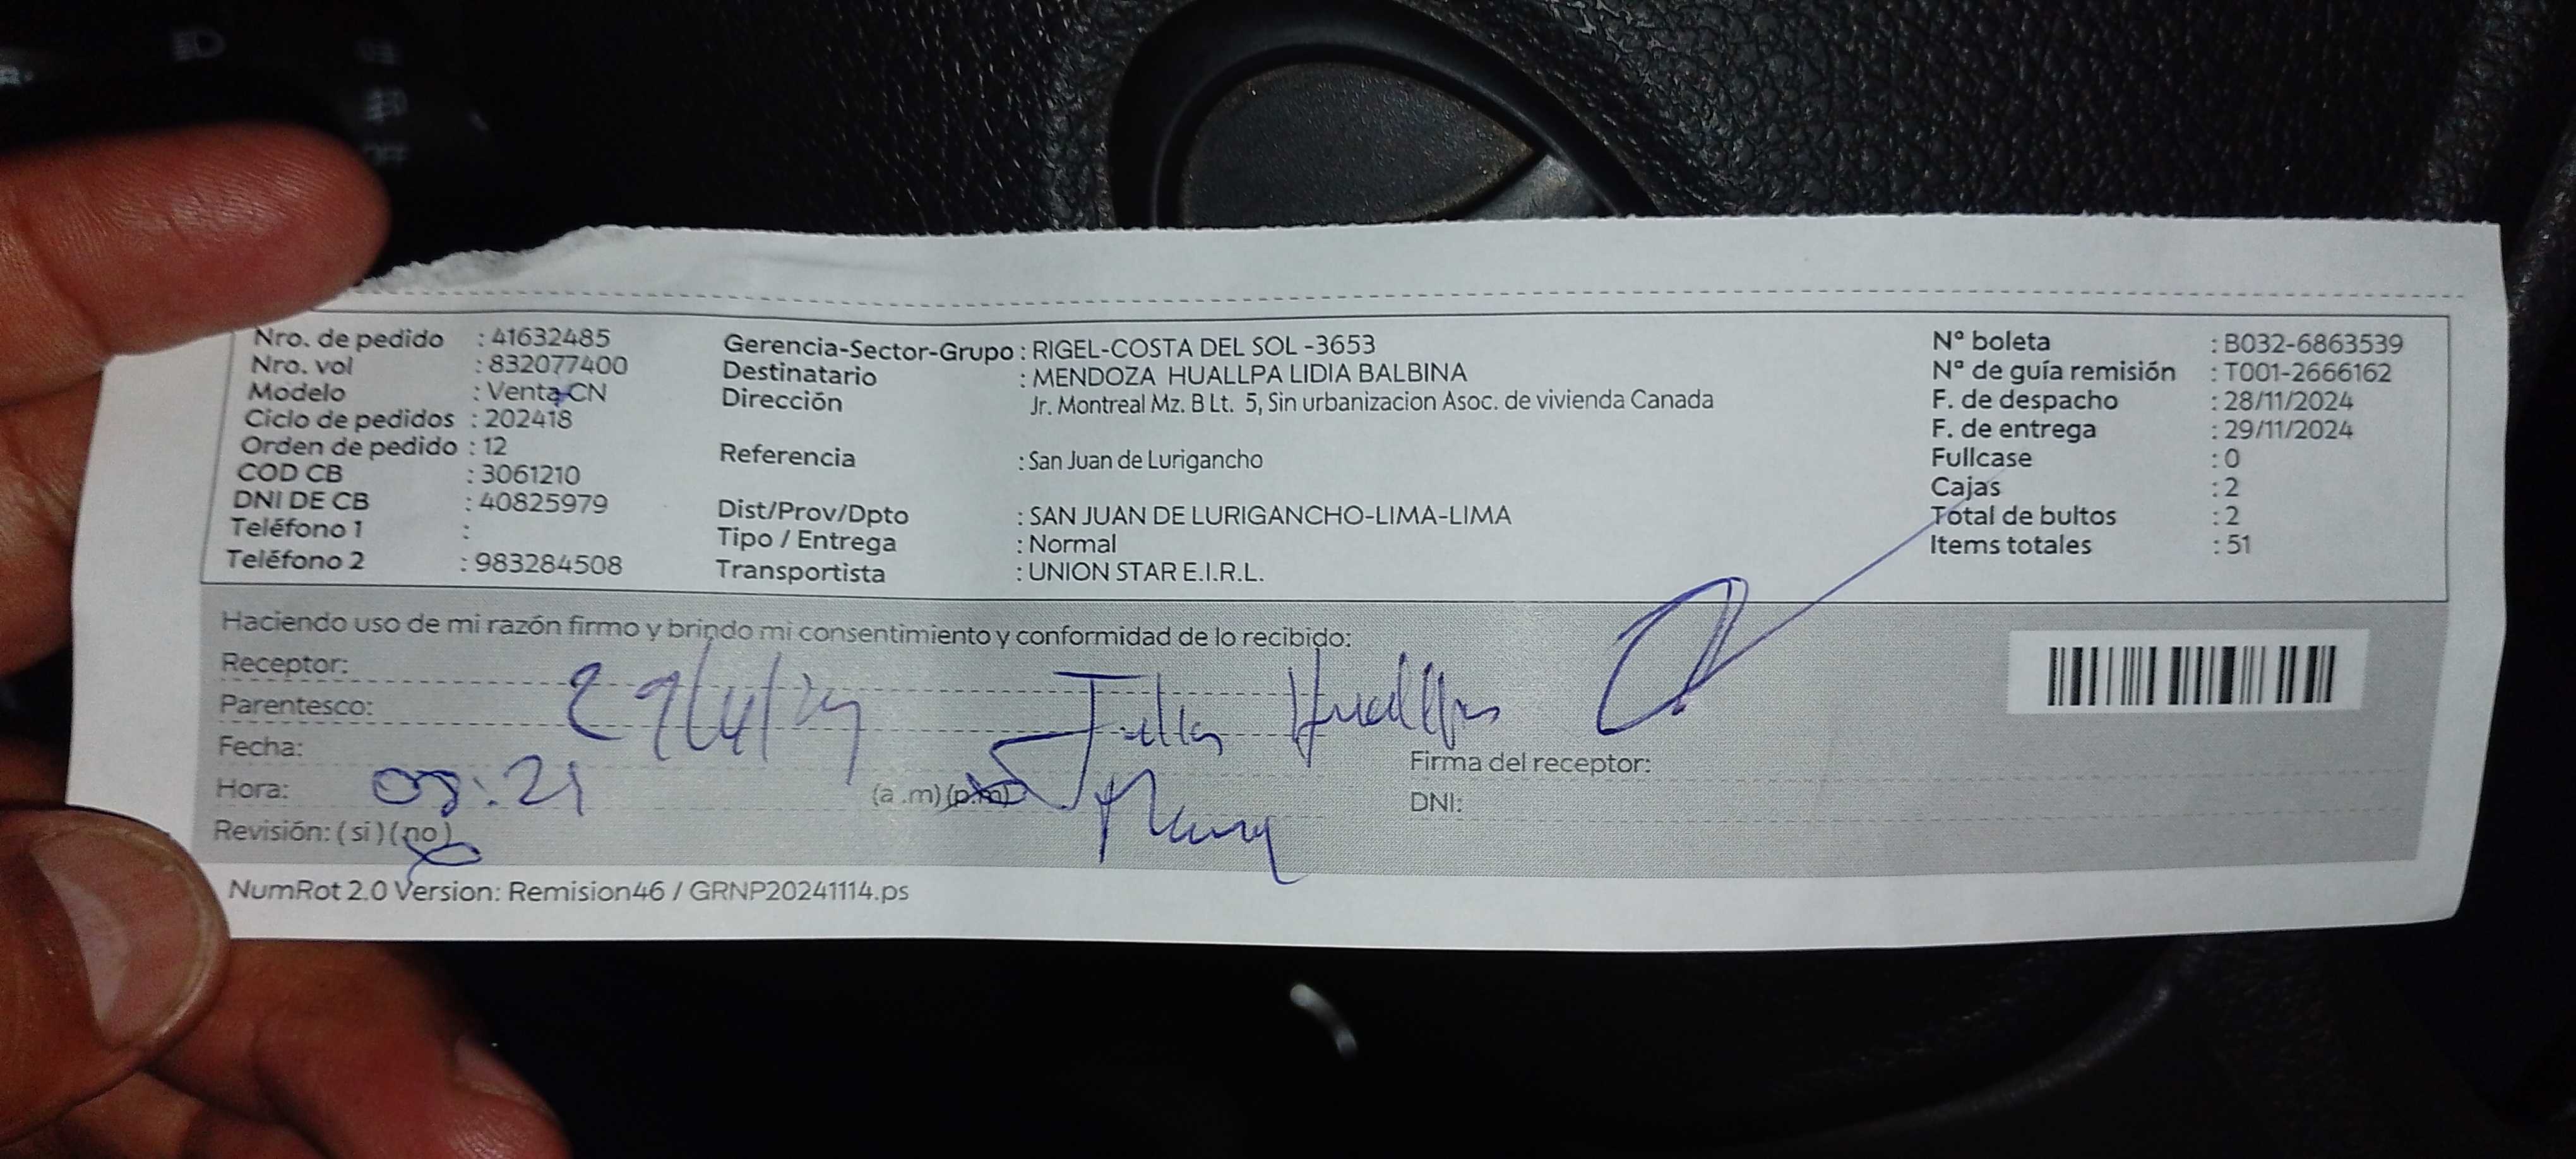 Nro. de pedido : 41632485
Nro. vol : 832077400
Modelo : Venta CN
Ciclo de pedidos : 202418
Orden de pedido : 12
COD CB : 3061210
DNI DE CB : 40825979
Teléfono 1 :
Teléfono 2 : 983284508
Gerencia-Sector-Grupo : RIGEL-COSTA DEL SOL -3653
Destinatario : MENDOZA HUALLPA LIDIA BALBINA
Dirección Jr. Montreal Mz. B Lt. 5, Sin urbanizacion Asoc. de vivienda Canada
Referencia : San Juan de Lurigancho
Dist/Prov/Dpto : SAN JUAN DE LURIGANCHO-LIMA-LIMA
Tipo / Entrega : Normal
Transportista : UNION STAR E.I.R.L.
Nº boleta : B032-6863539
Nº de guía remisión : T001-2666162
F. de despacho : 28/11/2024
F. de entrega : 29/11/2024
Fullcase : 0
Cajas : 2
Total de bultos : 2
Items totales : 51
Haciendo uso de mi razón firmo y brindo mi consentimiento y conformidad de lo recibido:
Receptor:
Parentesco:
Fecha:
Hora: 08:21 (a .m) (p.m)
Revisión: ( si ) ( no )
Huallpa
Firma del receptor:
DNI:
NumRot 2.0 Version: Remision46 / GRNP20241114.ps
OFF